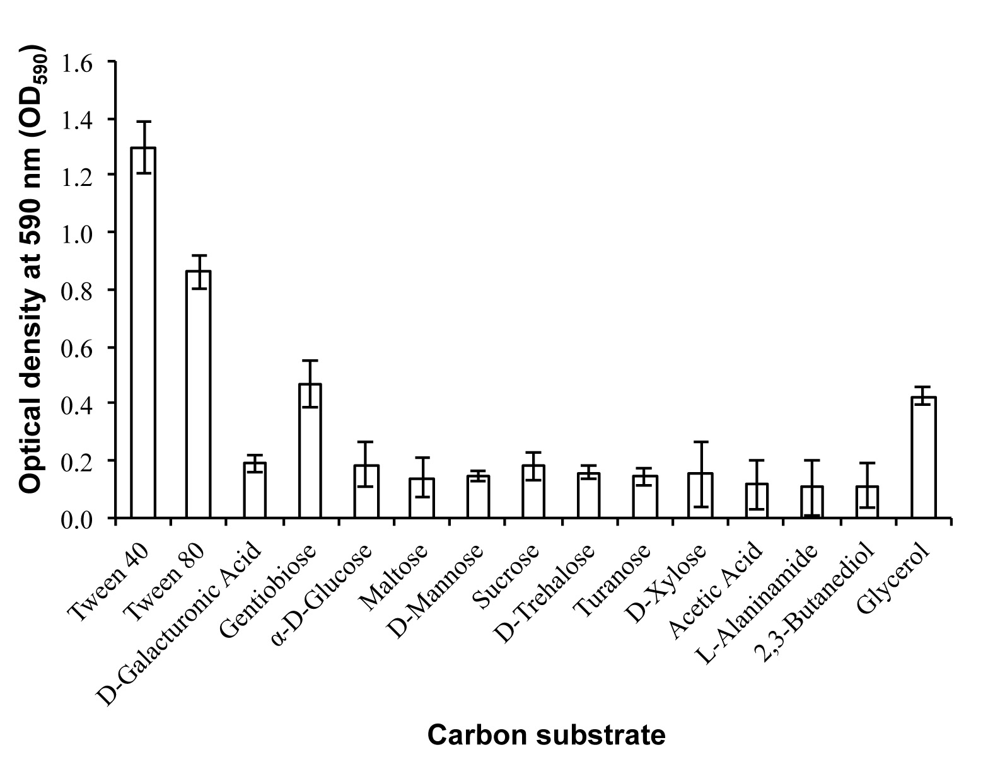 Optical density at 590 nm (OD590)
1.6
1.4
1.2
1.0
0.8
0.6
0.4
0.2
0.0
Tween 40
Tween 80
D-Galacturonic Acid
Gentiobiose
α-D-Glucose
Maltose
D-Mannose
Sucrose
D-Trehalose
Turanose
D-Xylose
Acetic Acid
L-Alaninamide
2,3-Butanediol
Glycerol
Carbon substrate